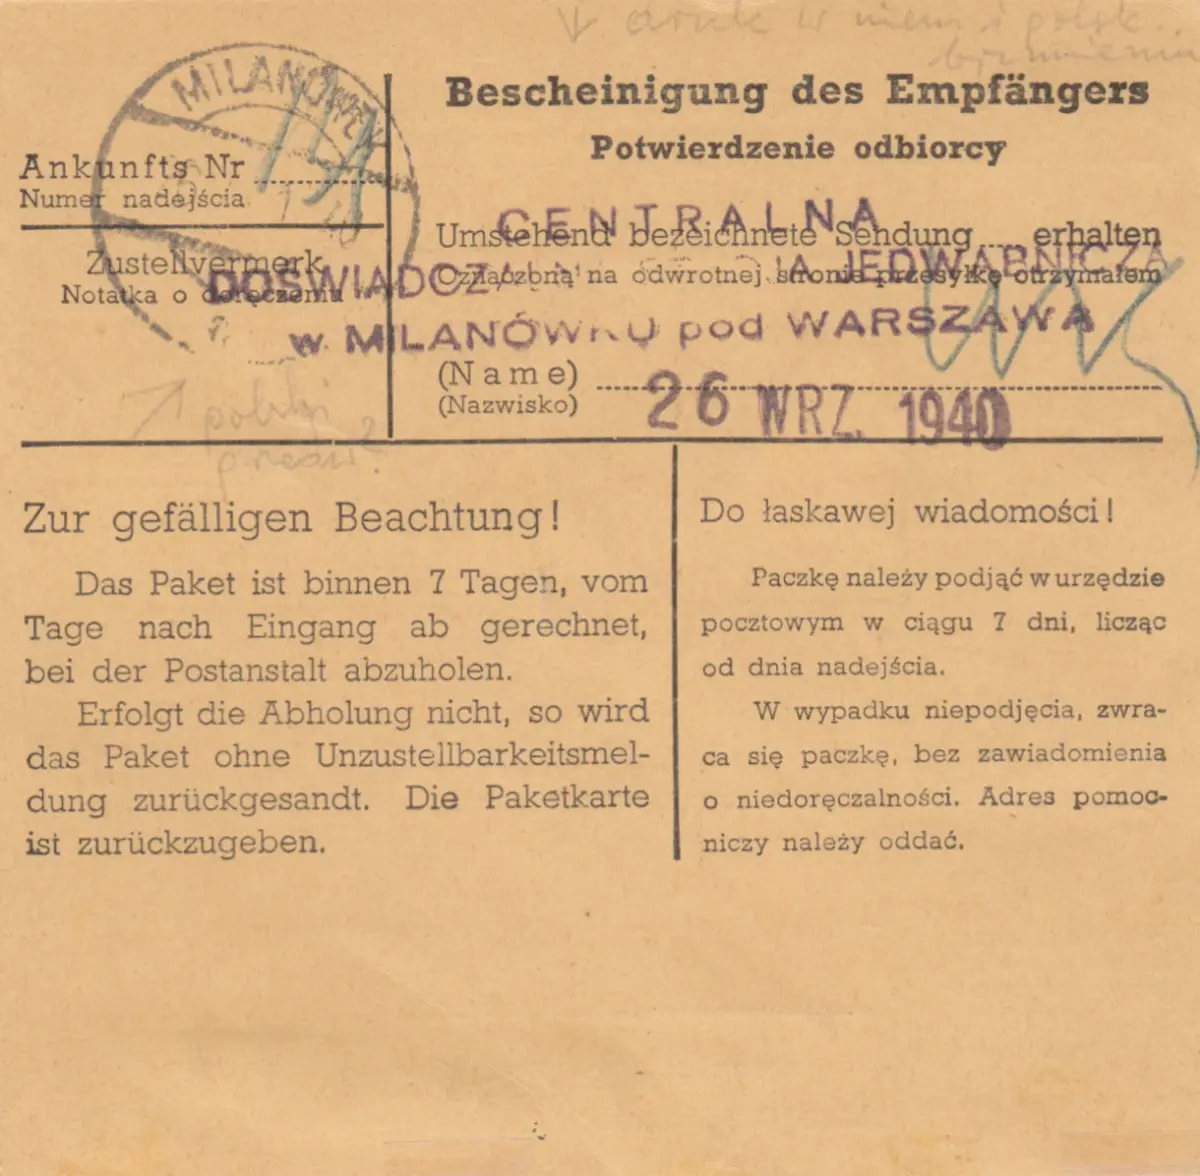 MILANÓWEK
Bescheinigung des Empfängers
Potwierdzenie odbiorcy
Ankunfts Nr
Numer nadejścia
Zustellvermerk
Notatka o doręczeniu
Umstehend bezeichnete Sendung erhalten
Oznaczoną na odwrotnej stronie przesyłkę otrzymałem
CENTRALNA
DOŚWIADCZ IA JEDWABNICZA
w MILANÓWKU pod WARSZAWA
(Name)
(Nazwisko)
26 WRZ. 1940
Zur gefälligen Beachtung!
Das Paket ist binnen 7 Tagen, vom
Tage nach Eingang ab gerechnet,
bei der Postanstalt abzuholen.
Erfolgt die Abholung nicht, so wird
das Paket ohne Unzustellbarkeitsmel-
dung zurückgesandt. Die Paketkarte
ist zurückzugeben.
Do łaskawej wiadomości!
Paczkę należy podjąć w urzędzie
pocztowym w ciągu 7 dni, licząc
od dnia nadejścia.
W wypadku niepodjęcia, zwra-
ca się paczkę, bez zawiadomienia
o niedoręczalności. Adres pomoc-
niczy należy oddać.